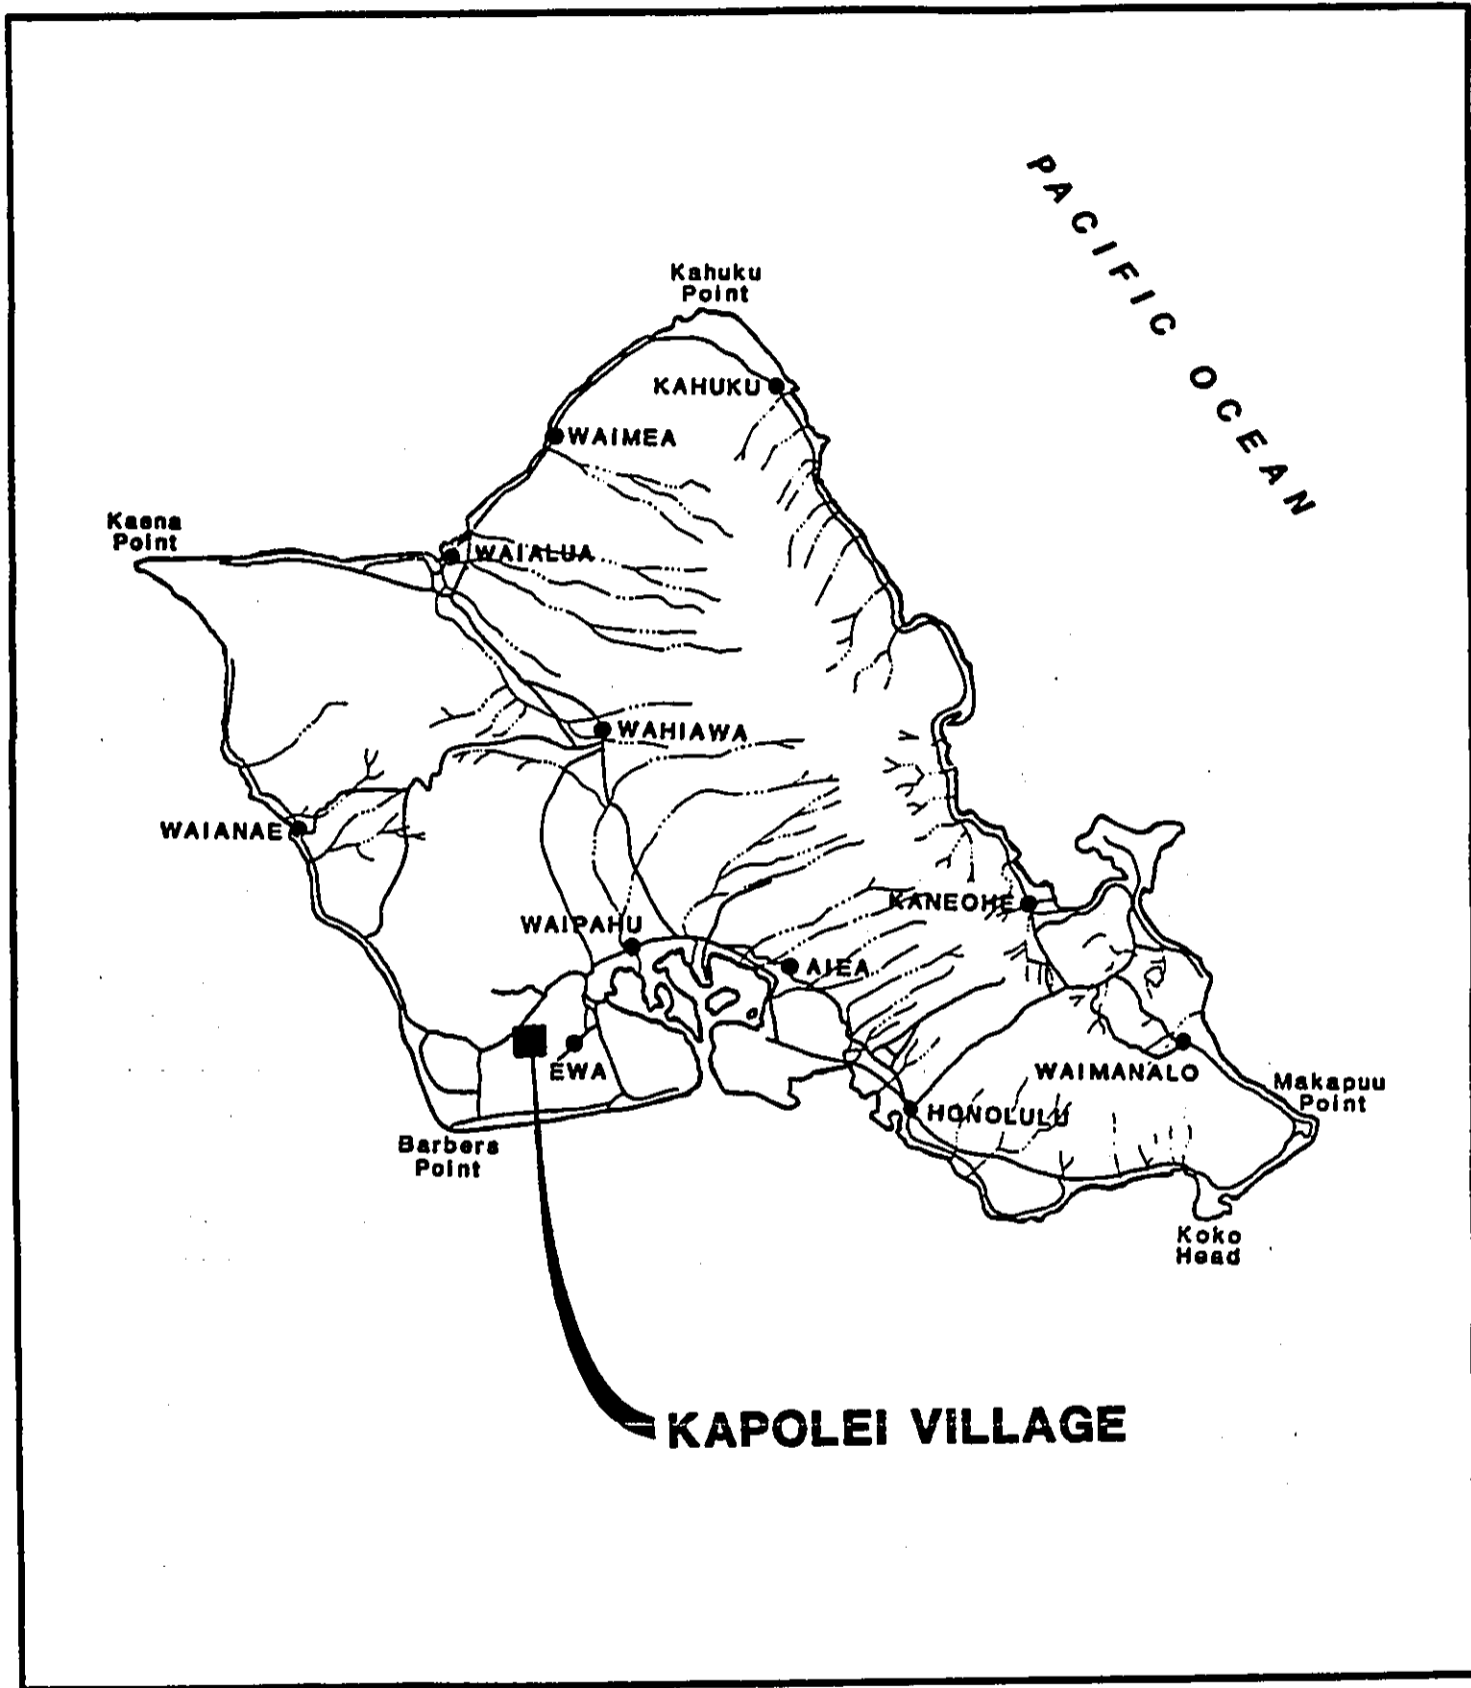 PACIFIC OCEAN
Kahuku
Point
KAHUKU
WAIMEA
Kaena
Point
WAIALUA
WAHIAWA
WAIANAE
KANEOHE
WAIPAHU
AIEA
EWA
WAIMANALO
Makapuu
Point
HONOLULU
Barbers
Point
Koko
Head
KAPOLEI VILLAGE